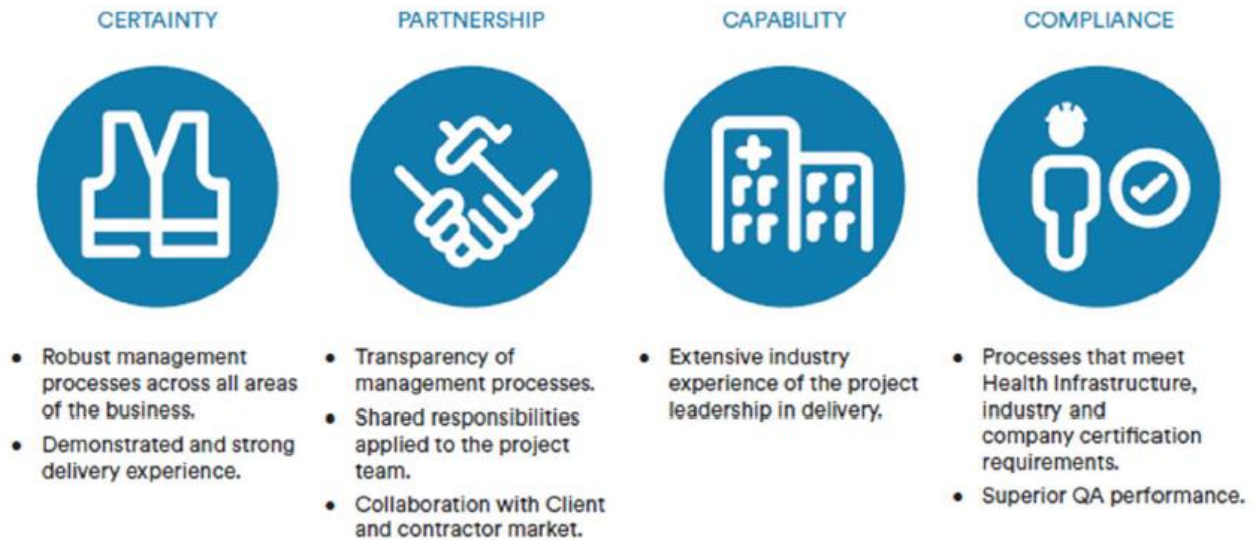 CERTAINTY
PARTNERSHIP
CAPABILITY
COMPLIANCE
● Robust management
processes across all areas
of the business.
● Demonstrated and strong
delivery experience.
● Transparency of
management processes.
● Shared responsibilities
applied to the project
team.
● Collaboration with Client
and contractor market.
● Extensive industry
experience of the project
leadership in delivery.
● Processes that meet
Health Infrastructure,
industry and
company certification
requirements.
● Superior QA performance.